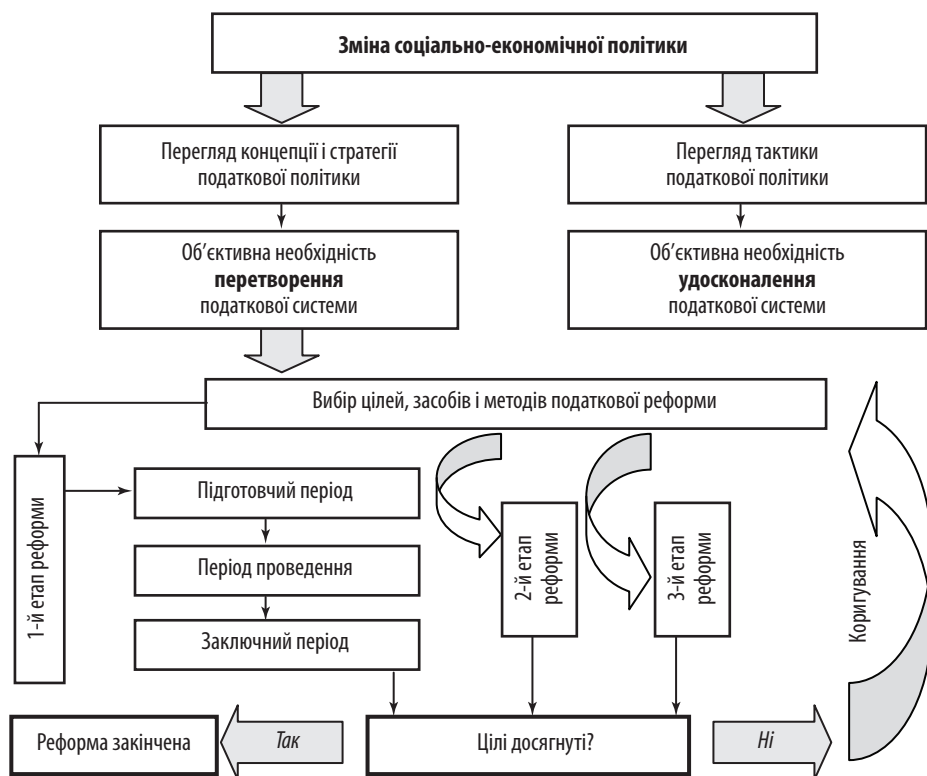 Зміна соціально-економічної політики
Перегляд концепції і стратегії
податкової політики
Перегляд тактики
податкової політики
Об’єктивна необхідність
перетворення
податкової системи
Об’єктивна необхідність
удосконалення
податкової системи
Вибір цілей, засобів і методів податкової реформи
1-й етап реформи
Підготовчий період
Період проведення
Заключний період
2-й етап
реформи
3-й етап
реформи
Коригування
Реформа закінчена
Так
Цілі досягнуті?
Ні